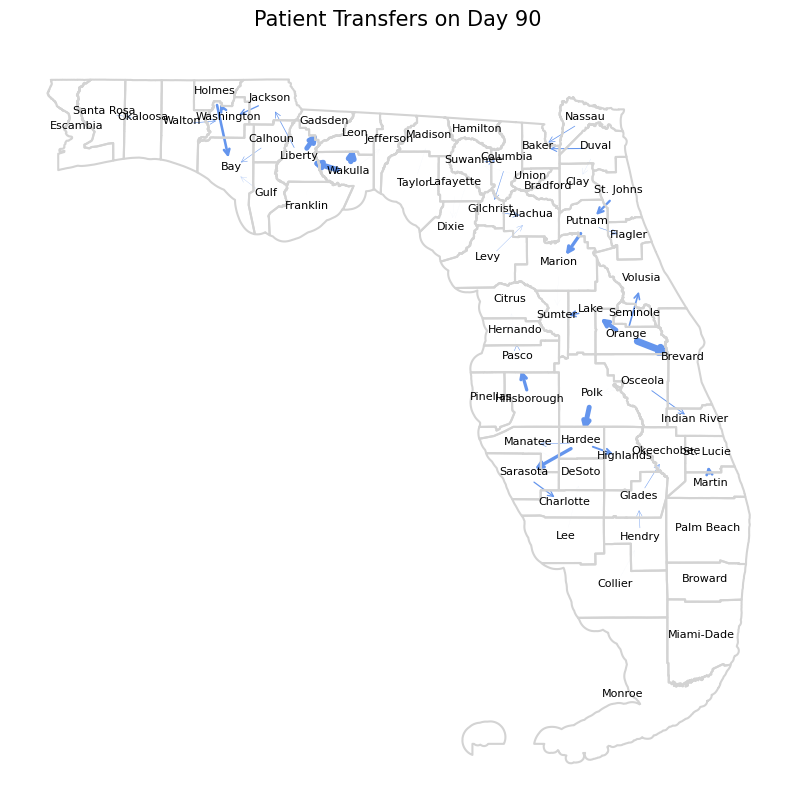 Patient Transfers on Day 90
Holmes
Jackson
Santa Rosa
Okaloosa
Walton
Washington
Escambia
Gadsden
Leon
Jefferson
Madison
Hamilton
Nassau
Calhoun
Liberty
Bay
Wakulla
Suwannee
Columbia
Baker
Duval
Gulf
Franklin
Taylor
Lafayette
Union
Bradford
Clay
St. Johns
Gilchrist
Alachua
Putnam
Dixie
Flagler
Levy
Marion
Volusia
Citrus
Sumter
Lake
Seminole
Hernando
Orange
Pasco
Brevard
Osceola
Pinellas
Hillsborough
Polk
Indian River
Manatee
Hardee
Highlands
Okeechobee
St. Lucie
Sarasota
DeSoto
Martin
Charlotte
Glades
Lee
Hendry
Palm Beach
Collier
Broward
Miami-Dade
Monroe